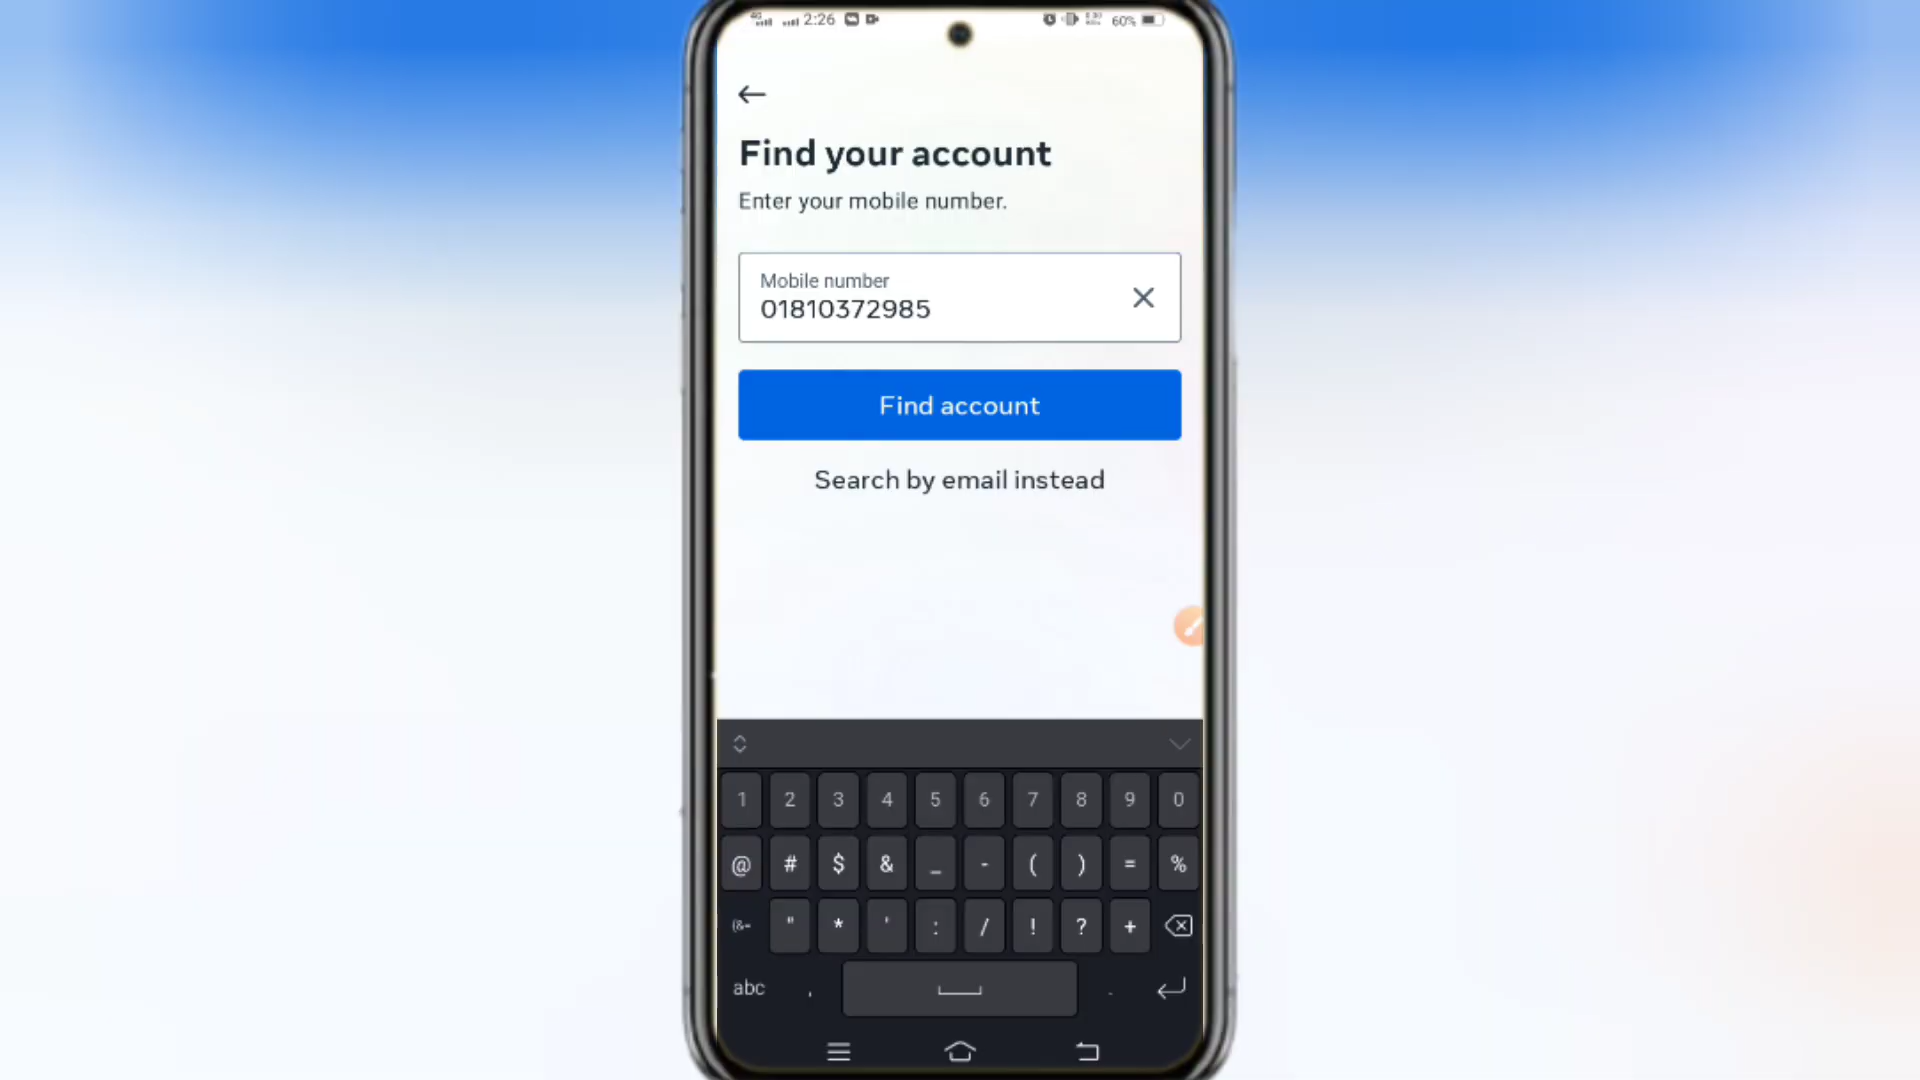 4G 2:26 60%
Find your account
Enter your mobile number.
Mobile number
01810372985
Find account
Search by email instead
1 2 3 4 5 6 7 8 9 0
@ # $ & _ - ( ) = %
(&= " * ' : / ! ? +
abc , .